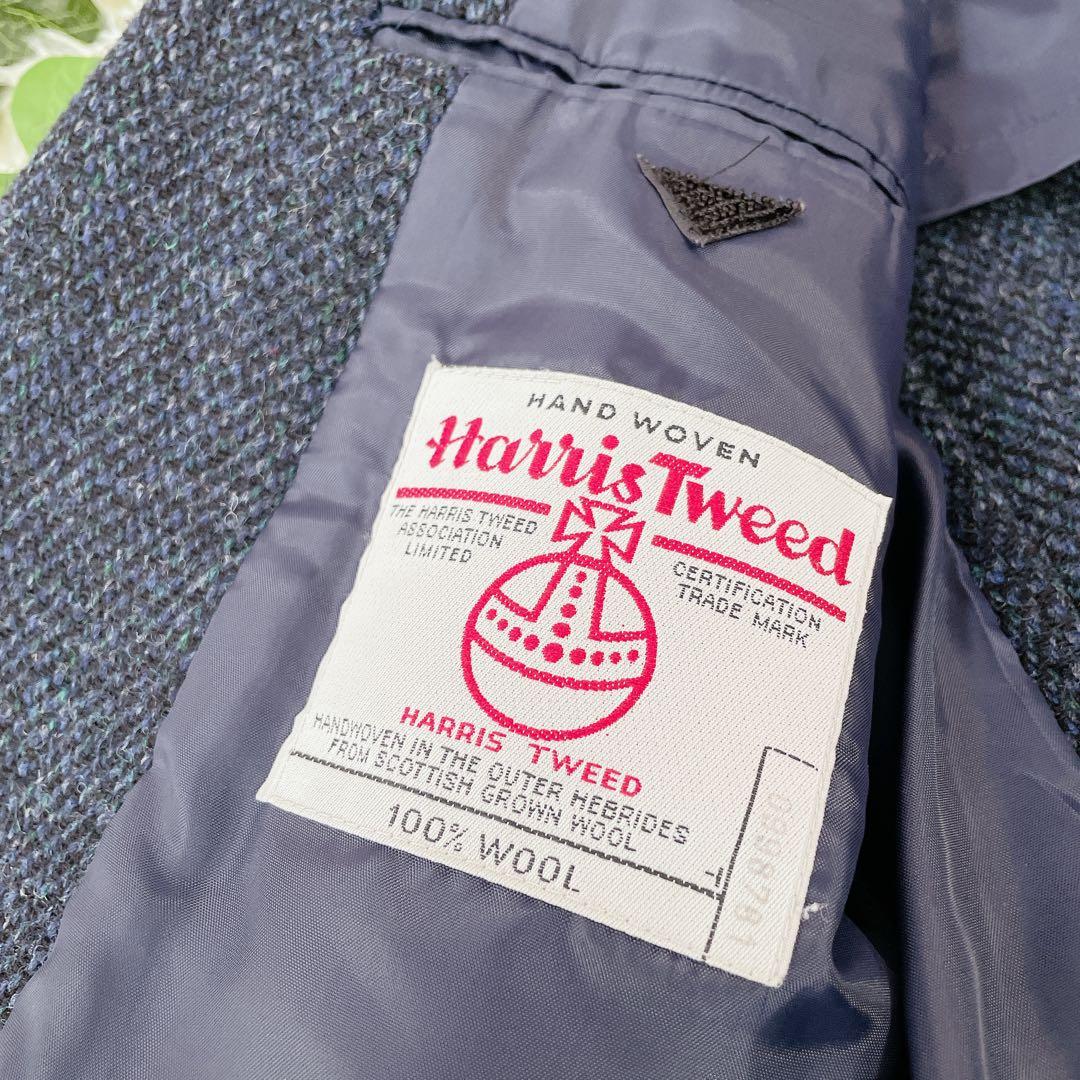 HAND WOVEN
Harris Tweed
THE HARRIS TWEED
ASSOCIATION
LIMITED
CERTIFICATION
TRADE MARK
HARRIS TWEED
HANDWOVEN IN THE OUTER HEBRIDES
FROM SCOTTISH GROWN WOOL
100% WOOL